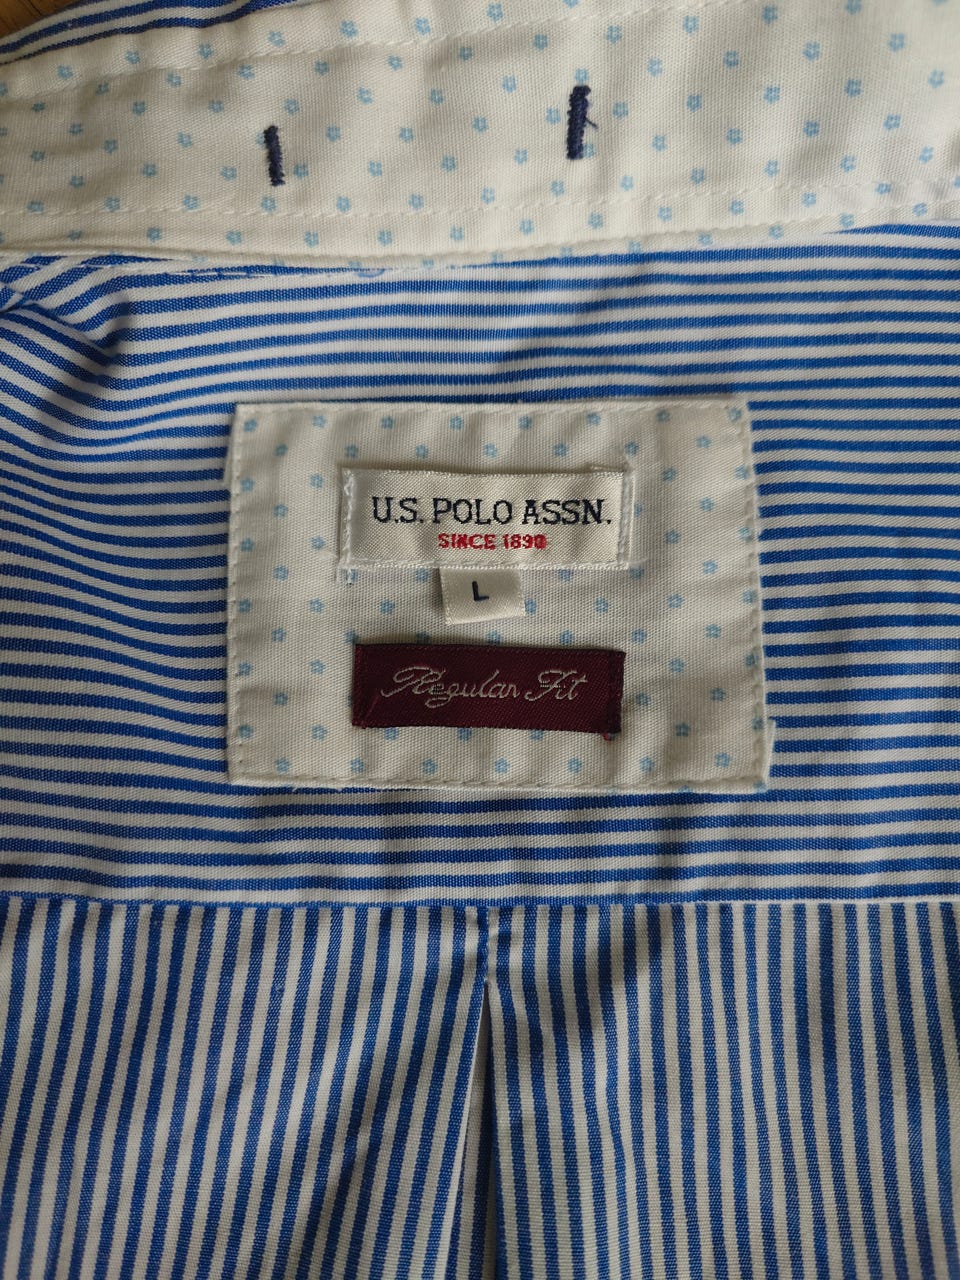 U.S. POLO ASSN.
SINCE 1890
L
Regular Fit